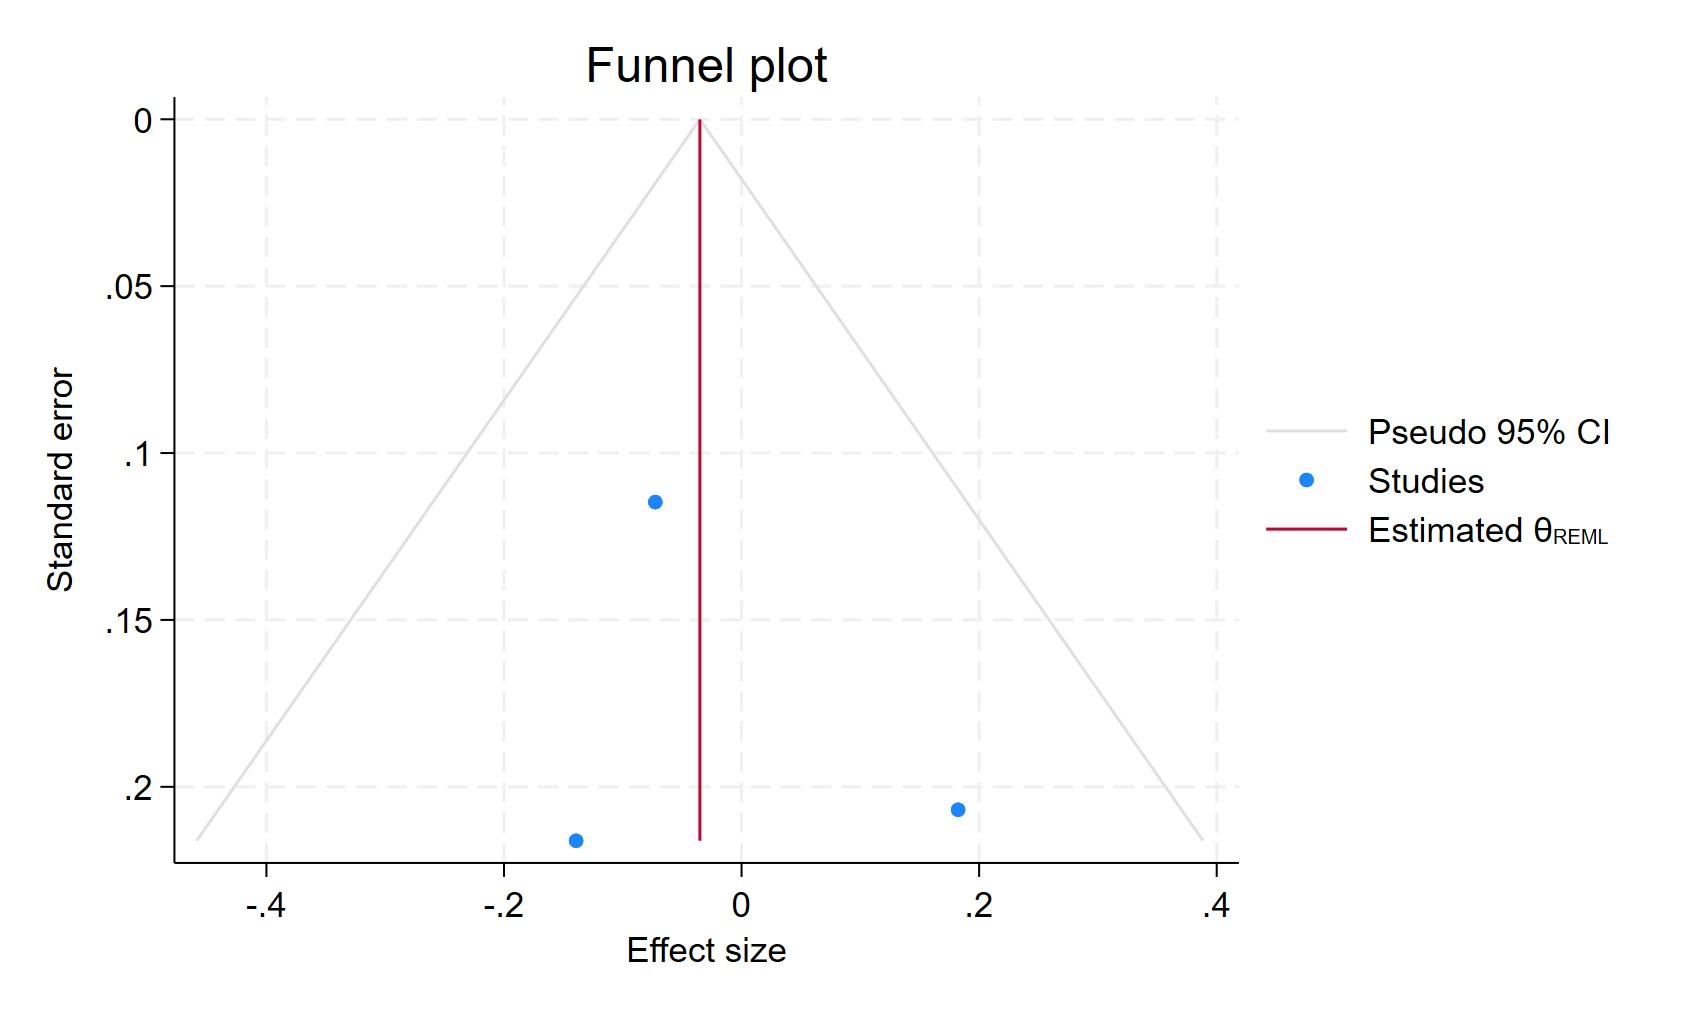 Funnel plot
0
.05
.1
.15
.2
Standard error
-.4
-.2
0
.2
.4
Effect size
Pseudo 95% CI
Studies
Estimated θREML